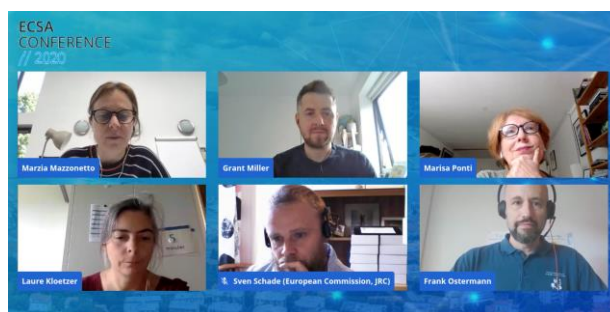 ECSA
CONFERENCE
// 2020
Marzia Mazzonetto
Grant Miller
Marisa Ponti
Laure Kloetzer
Sven Schade (European Commission, JRC)
Frank Ostermann